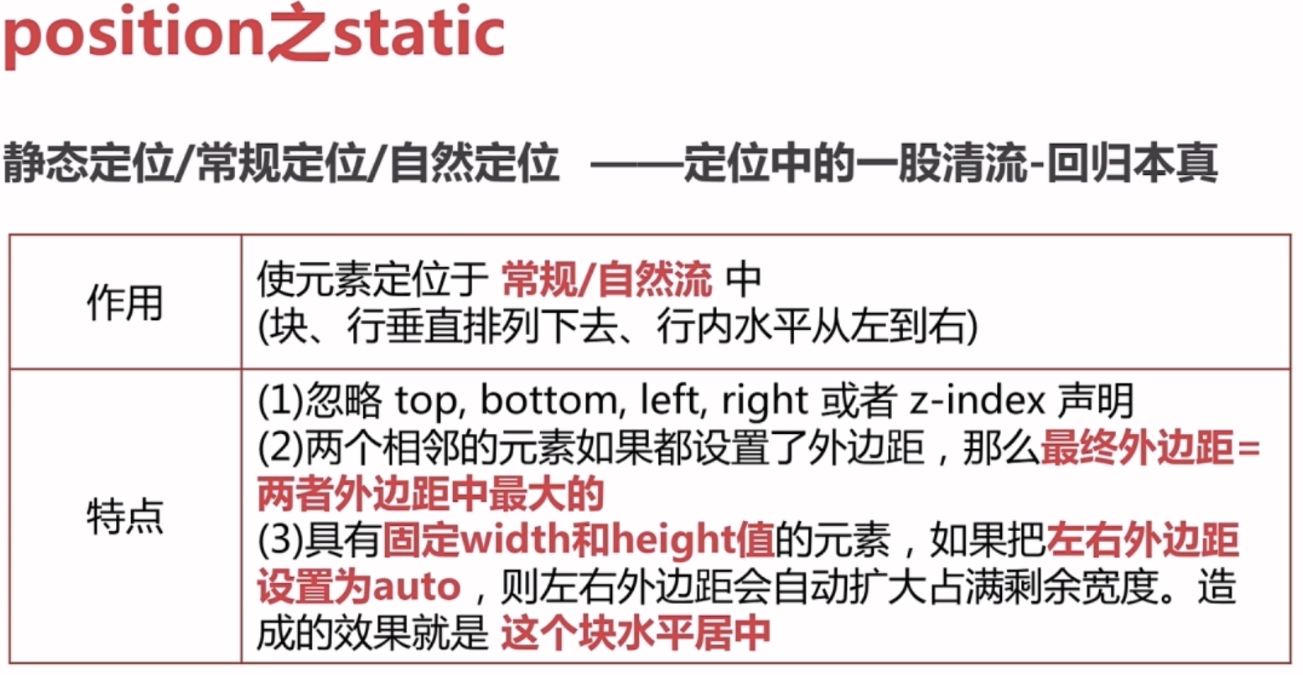 position之static
静态定位/常规定位/自然定位 ——定位中的一股清流-回归本真
作用
使元素定位于 常规/自然流 中
(块、行垂直排列下去、行内水平从左到右)
特点
(1)忽略 top, bottom, left, right 或者 z-index 声明
(2)两个相邻的元素如果都设置了外边距，那么最终外边距=
两者外边距中最大的
(3)具有固定width和height值的元素，如果把左右外边距
设置为auto，则左右外边距会自动扩大占满剩余宽度。造
成的效果就是 这个块水平居中